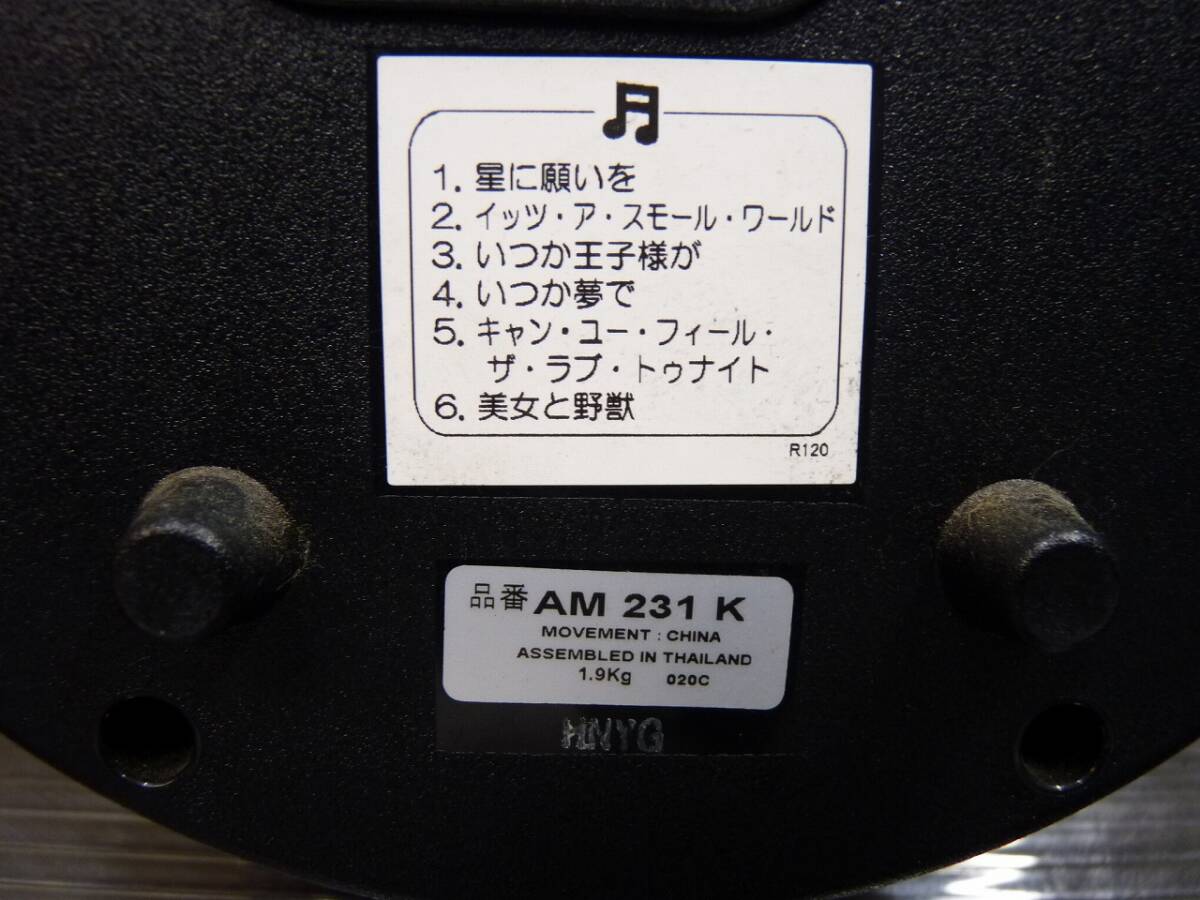 1. 星に願いを
2. イッツ・ア・スモール・ワールド
3. いつか王子様が
4. いつか夢で
5. キャン・ユー・フィール・
ザ・ラブ・トゥナイト
6. 美女と野獣
R120
品番 AM 231 K
MOVEMENT : CHINA
ASSEMBLED IN THAILAND
1.9Kg 020C
HNYG